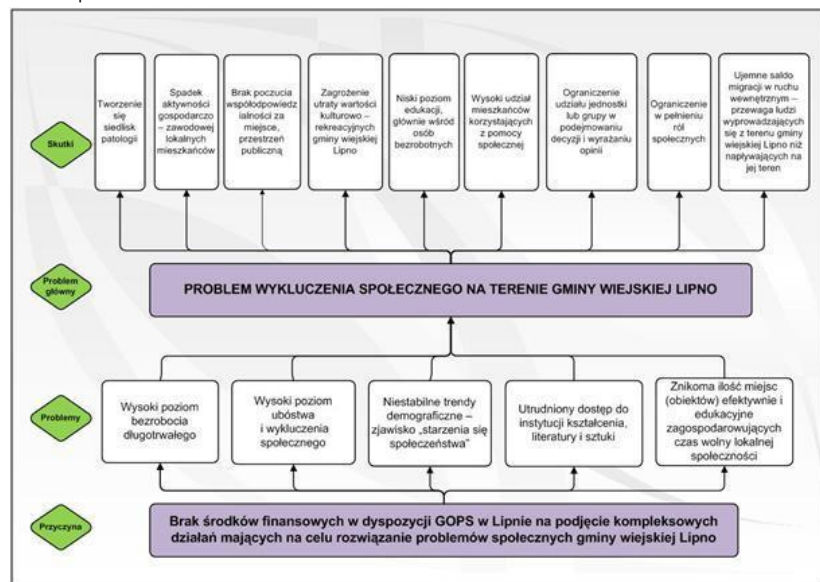 Skutki
Tworzenie
się
siedlisk
patologii
Spadek
aktywności
gospodarczo
– zawodowej
lokalnych
mieszkańców
Brak poczucia
współodpowiedz
ialności za
miejsce,
przestrzeń
publiczną
Zagrożenie
utraty wartości
kulturowo –
rekreacyjnych
gminy wiejskiej
Lipno
Niski poziom
edukacji,
głównie wśród
osób
bezrobotnych
Wysoki udział
mieszkańców
korzystających
z pomocy
społecznej
Ograniczenie
udziału jednostki
lub grupy w
podejmowaniu
decyzji i wyrażaniu
opinii
Ograniczenie
w pełnieniu
ról
społecznych
Ujemne saldo
migracji w ruchu
wewnętrznym –
przewaga ludzi
wyprowadzających
się z terenu gminy
wiejskiej Lipno niż
napływających na
jej teren
Problem
główny
PROBLEM WYKLUCZENIA SPOŁECZNEGO NA TERENIE GMINY WIEJSKIEJ LIPNO
Problemy
Wysoki poziom
bezrobocia
długotrwałego
Wysoki poziom
ubóstwa
i wykluczenia
społecznego
Niestabilne trendy
demograficzne –
zjawisko „starzenia się
społeczeństwa”
Utrudniony dostęp do
instytucji kształcenia,
literatury i sztuki
Znikoma ilość miejsc
(obiektów) efektywnie i
edukacyjne
zagospodarowujących
czas wolny lokalnej
społeczności
Przyczyna
Brak środków finansowych w dyspozycji GOPS w Lipnie na podjęcie kompleksowych
działań mających na celu rozwiązanie problemów społecznych gminy wiejskiej Lipno